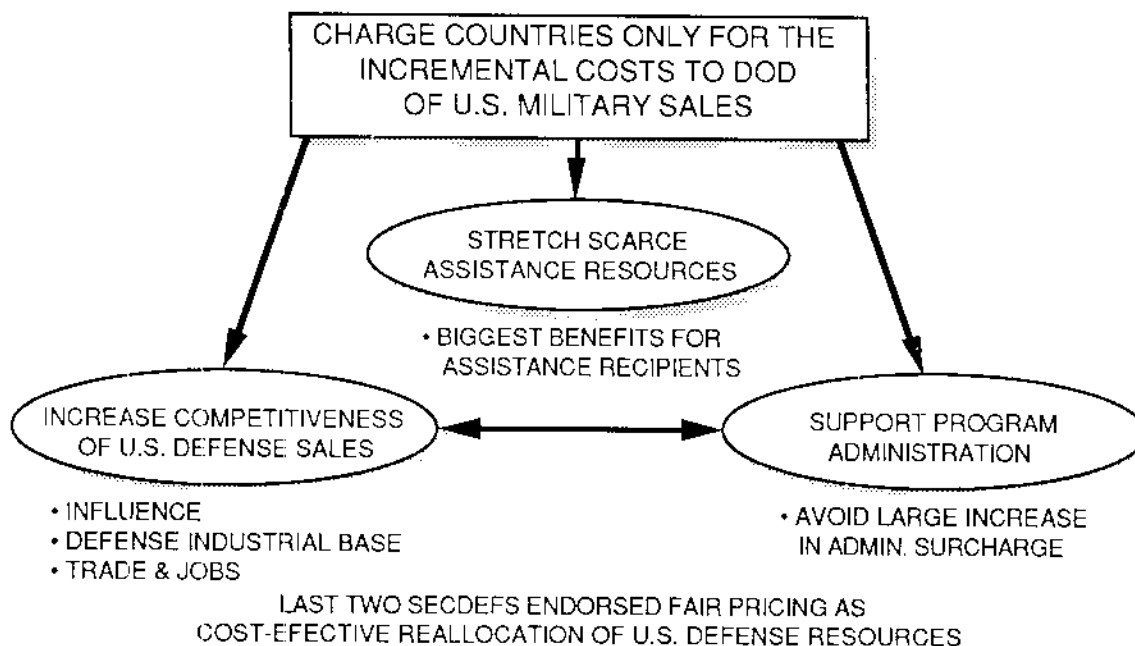 CHARGE COUNTRIES ONLY FOR THE
INCREMENTAL COSTS TO DOD
OF U.S. MILITARY SALES
STRETCH SCARCE
ASSISTANCE RESOURCES
• BIGGEST BENEFITS FOR
ASSISTANCE RECIPIENTS
INCREASE COMPETITIVENESS
OF U.S. DEFENSE SALES
• INFLUENCE
• DEFENSE INDUSTRIAL BASE
• TRADE & JOBS
SUPPORT PROGRAM
ADMINISTRATION
• AVOID LARGE INCREASE
IN ADMIN. SURCHARGE
LAST TWO SECDEFS ENDORSED FAIR PRICING AS
COST-EFECTIVE REALLOCATION OF U.S. DEFENSE RESOURCES